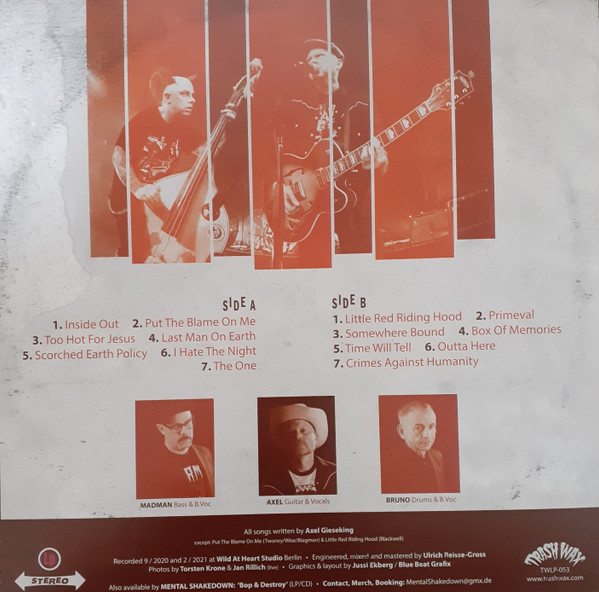 SIDE A
1. Inside Out 2. Put The Blame On Me
3. Too Hot For Jesus 4. Last Man On Earth
5. Scorched Earth Policy 6. I Hate The Night
7. The One
SIDE B
1. Little Red Riding Hood 2. Primeval
3. Somewhere Bound 4. Box Of Memories
5. Time Will Tell 6. Outta Here
7. Crimes Against Humanity
MADMAN Bass & B.Voc
AXEL Guitar & Vocals
BRUNO Drums & B.Voc
All songs written by Axel Gieseking
except: Put The Blame On Me (Twomey/Wise/Blagman) & Little Red Riding Hood (Blackwell)
Recorded 9 / 2020 and 2 / 2021 at Wild At Heart Studio Berlin • Engineered, mixed and mastered by Ulrich Reisse-Gross
Photos by Torsten Krone & Jan Rillich (live) • Graphics & layout by Jussi Ekberg / Blue Beat Grafix
Also available by MENTAL SHAKEDOWN: 'Bop & Destroy' (LP/CD) • Contact, Merch, Booking: MentalShakedown@gmx.de
LP
STEREO
TRASH WAX
TWLP-053
www.trashwax.com